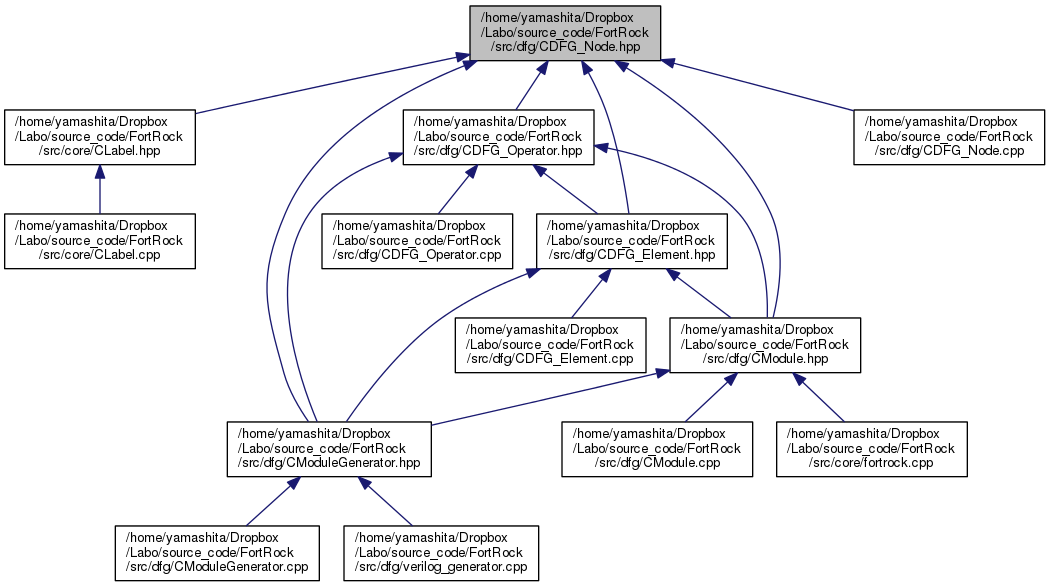 /home/yamashita/Dropbox
/Labo/source_code/FortRock
/src/dfg/CDFG_Node.hpp
/home/yamashita/Dropbox
/Labo/source_code/FortRock
/src/core/CLabel.hpp
/home/yamashita/Dropbox
/Labo/source_code/FortRock
/src/dfg/CDFG_Operator.hpp
/home/yamashita/Dropbox
/Labo/source_code/FortRock
/src/dfg/CDFG_Node.cpp
/home/yamashita/Dropbox
/Labo/source_code/FortRock
/src/core/CLabel.cpp
/home/yamashita/Dropbox
/Labo/source_code/FortRock
/src/dfg/CDFG_Operator.cpp
/home/yamashita/Dropbox
/Labo/source_code/FortRock
/src/dfg/CDFG_Element.hpp
/home/yamashita/Dropbox
/Labo/source_code/FortRock
/src/dfg/CDFG_Element.cpp
/home/yamashita/Dropbox
/Labo/source_code/FortRock
/src/dfg/CModule.hpp
/home/yamashita/Dropbox
/Labo/source_code/FortRock
/src/dfg/CModuleGenerator.hpp
/home/yamashita/Dropbox
/Labo/source_code/FortRock
/src/dfg/CModule.cpp
/home/yamashita/Dropbox
/Labo/source_code/FortRock
/src/core/fortrock.cpp
/home/yamashita/Dropbox
/Labo/source_code/FortRock
/src/dfg/CModuleGenerator.cpp
/home/yamashita/Dropbox
/Labo/source_code/FortRock
/src/dfg/verilog_generator.cpp